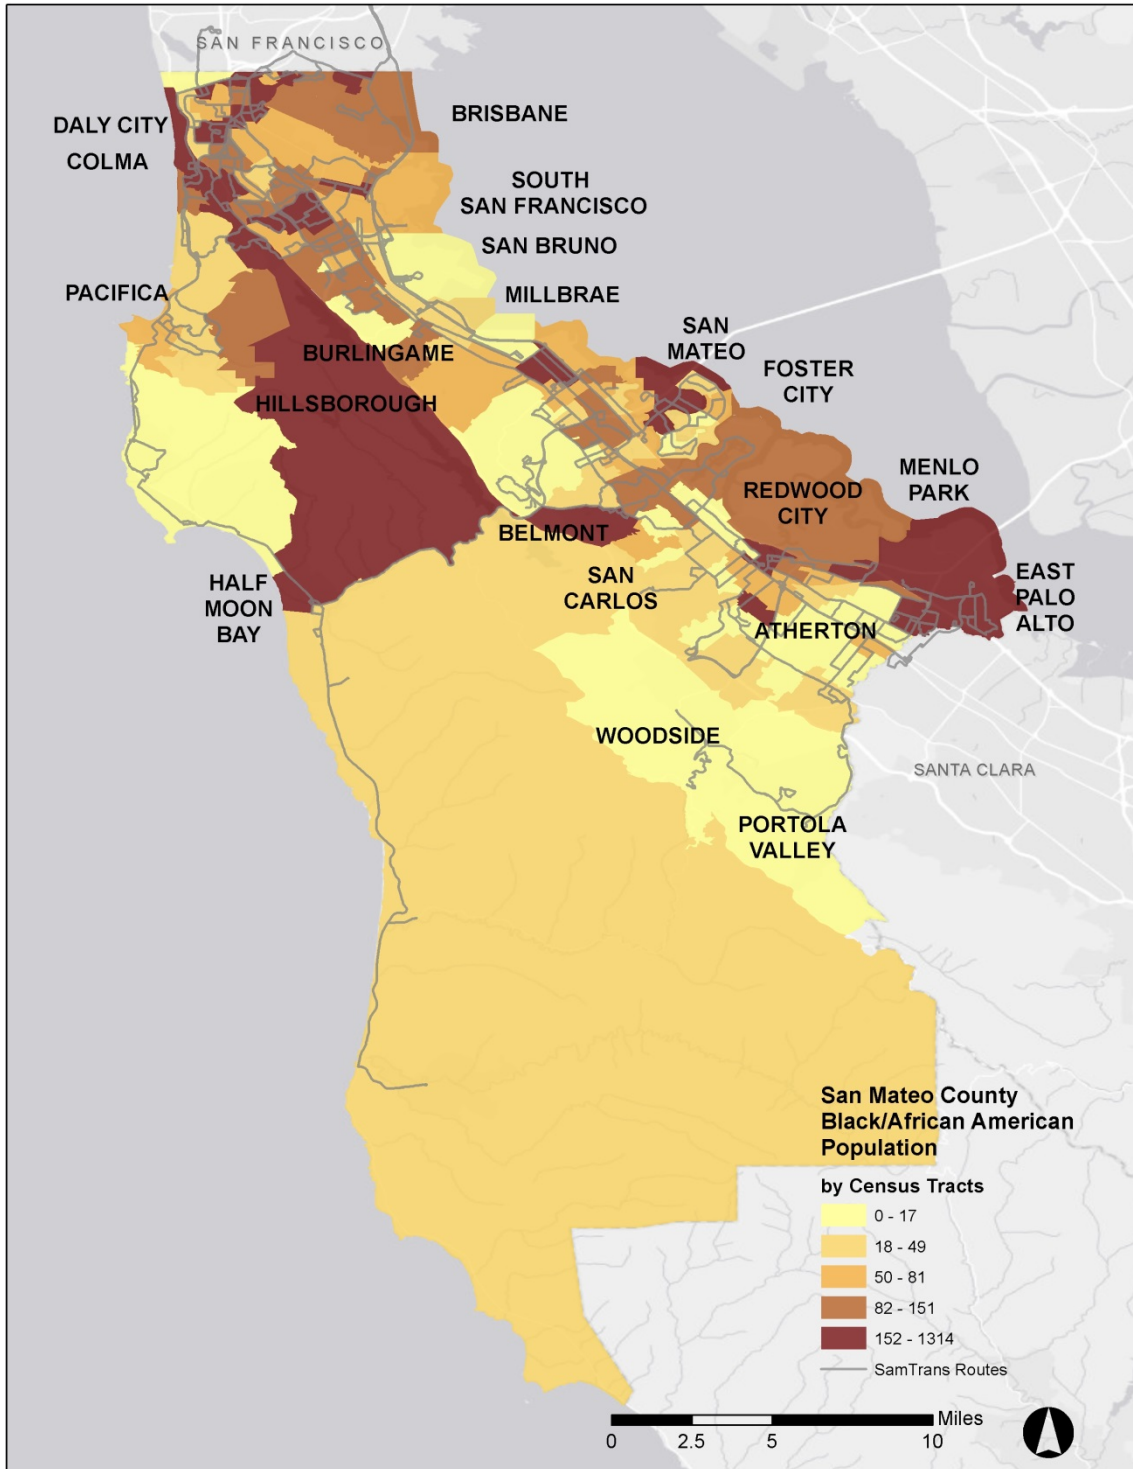 SAN FRANCISCO
BRISBANE
DALY CITY
COLMA
SOUTH
SAN FRANCISCO
SAN BRUNO
PACIFICA
MILLBRAE
SAN
MATEO
BURLINGAME
FOSTER
CITY
HILLSBOROUGH
MENLO
PARK
REDWOOD
CITY
BELMONT
HALF
MOON
BAY
SAN
CARLOS
EAST
PALO
ALTO
ATHERTON
WOODSIDE
SANTA CLARA
PORTOLA
VALLEY
San Mateo County
Black/African American
Population
by Census Tracts
0 - 17
18 - 49
50 - 81
82 - 151
152 - 1314
SamTrans Routes
Miles
0 2.5 5 10